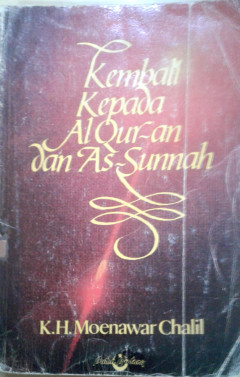 Kembali
Kepada
Al Qur-an
dan As-Sunnah
K.H. Moenawar Chalil